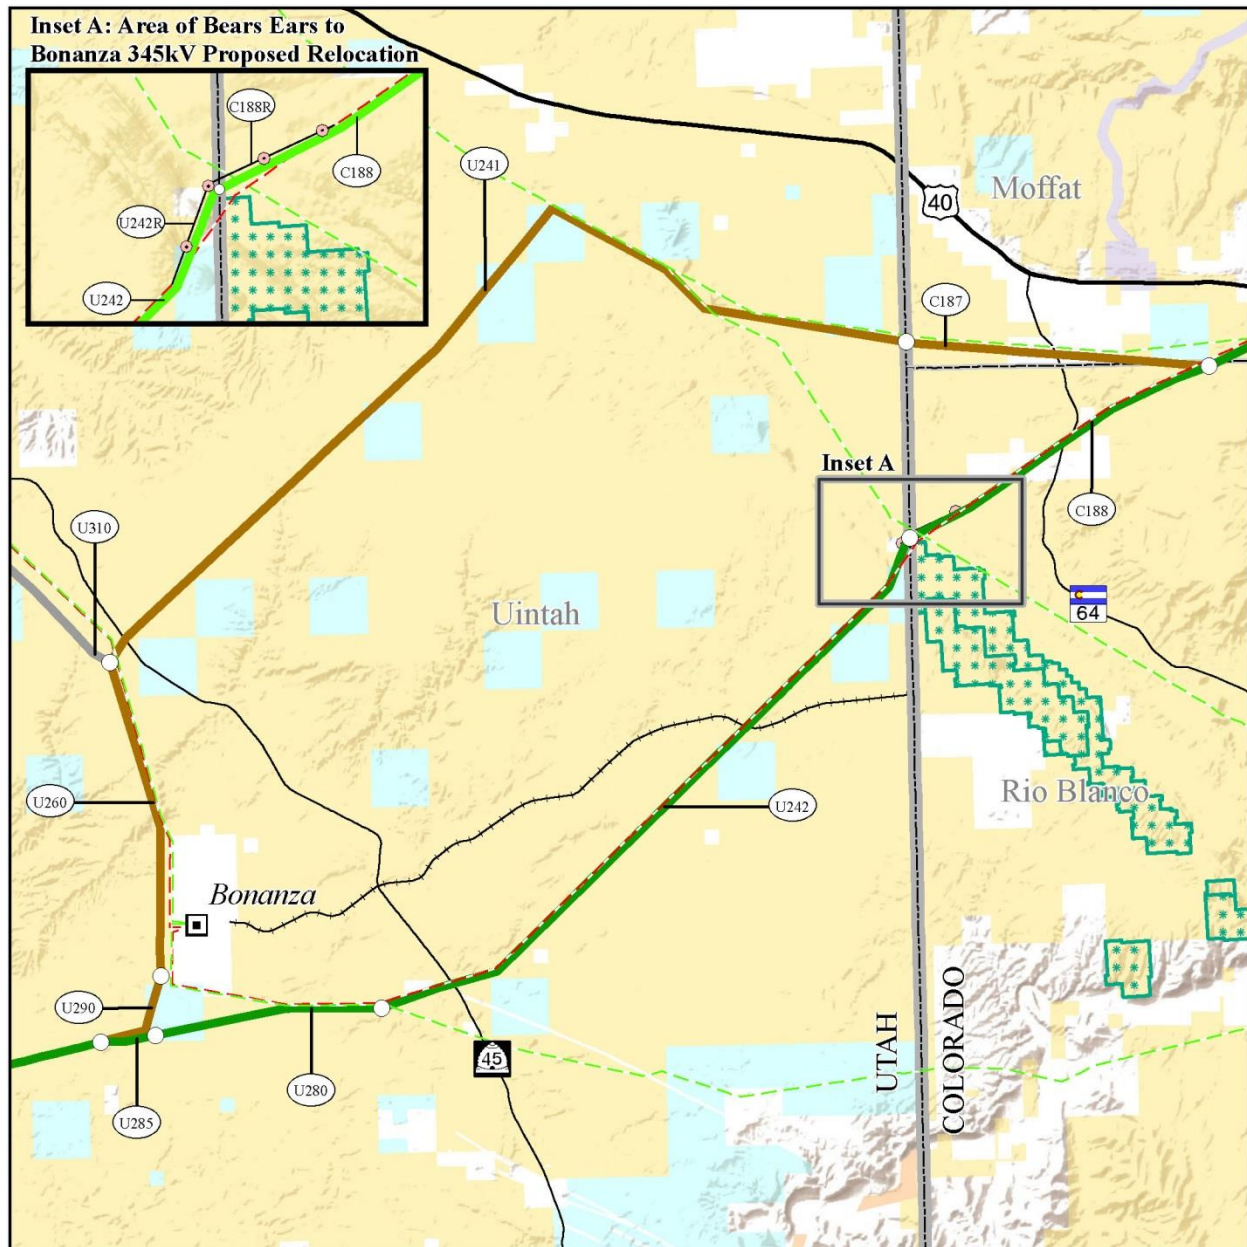 Inset A: Area of Bears Ears to
Bonanza 345kV Proposed Relocation
C188R
C188
U242R
U242
U241
40
Moffat
C187
Inset A
C188
U310
Uintah
64
U260
U242
Rio Blanco
Bonanza
U290
UTAH
COLORADO
45
U280
U285